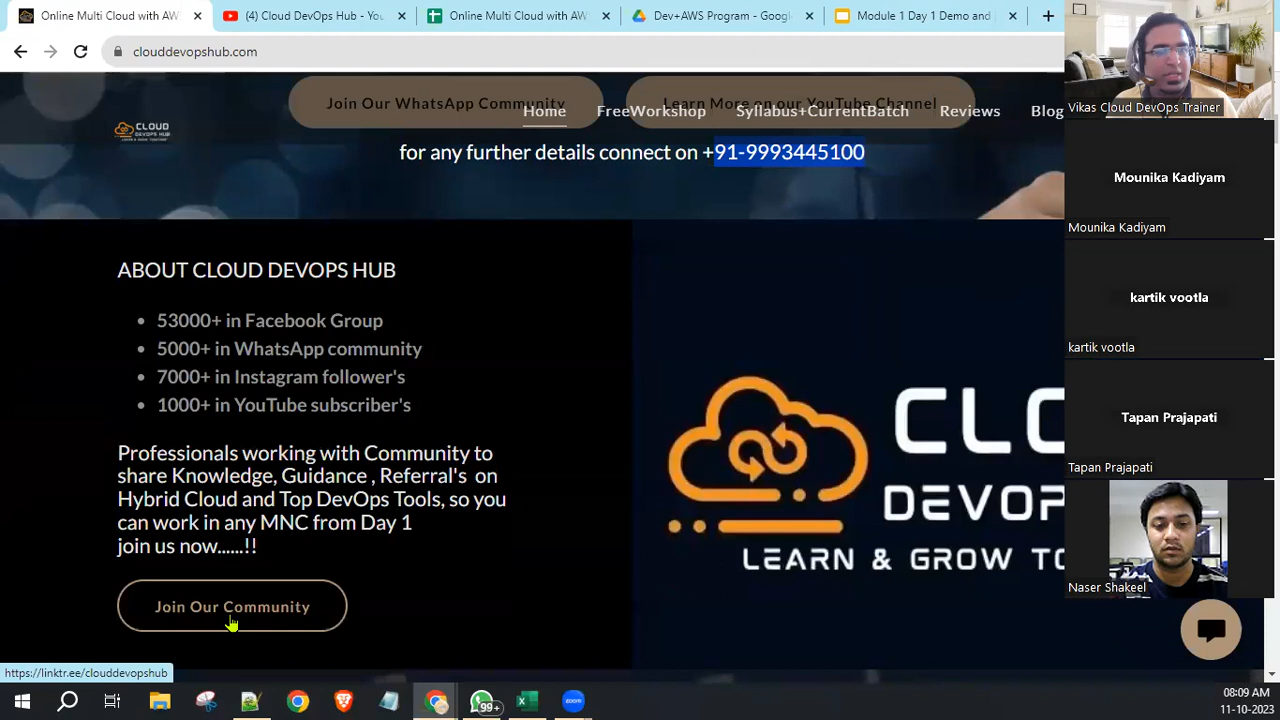 Online Multi Cloud with AW
(4) Cloud DevOps Hub - You
Online Multi Cloud with AW
Dev+AWS Program - Google
Module 1 Day 1 Demo and
clouddevopshub.com
Join Our WhatsApp Community
Learn More on our YouTube Channel
CLOUD
DEVOPS HUB
Home
FreeWorkshop
Syllabus+CurrentBatch
Reviews
Blog
for any further details connect on +91-9993445100
ABOUT CLOUD DEVOPS HUB
53000+ in Facebook Group
5000+ in WhatsApp community
7000+ in Instagram follower's
1000+ in YouTube subscriber's
Professionals working with Community to
share Knowledge, Guidance , Referral's on
Hybrid Cloud and Top DevOps Tools, so you
can work in any MNC from Day 1
join us now......!!
Join Our Community
CLO
DEVOP
LEARN & GROW TO
https://linktr.ee/clouddevopshub
Vikas Cloud DevOps Trainer
Mounika Kadiyam
Mounika Kadiyam
kartik vootla
kartik vootla
Tapan Prajapati
Tapan Prajapati
Naser Shakeel
99+
zoom
08:09 AM
11-10-2023